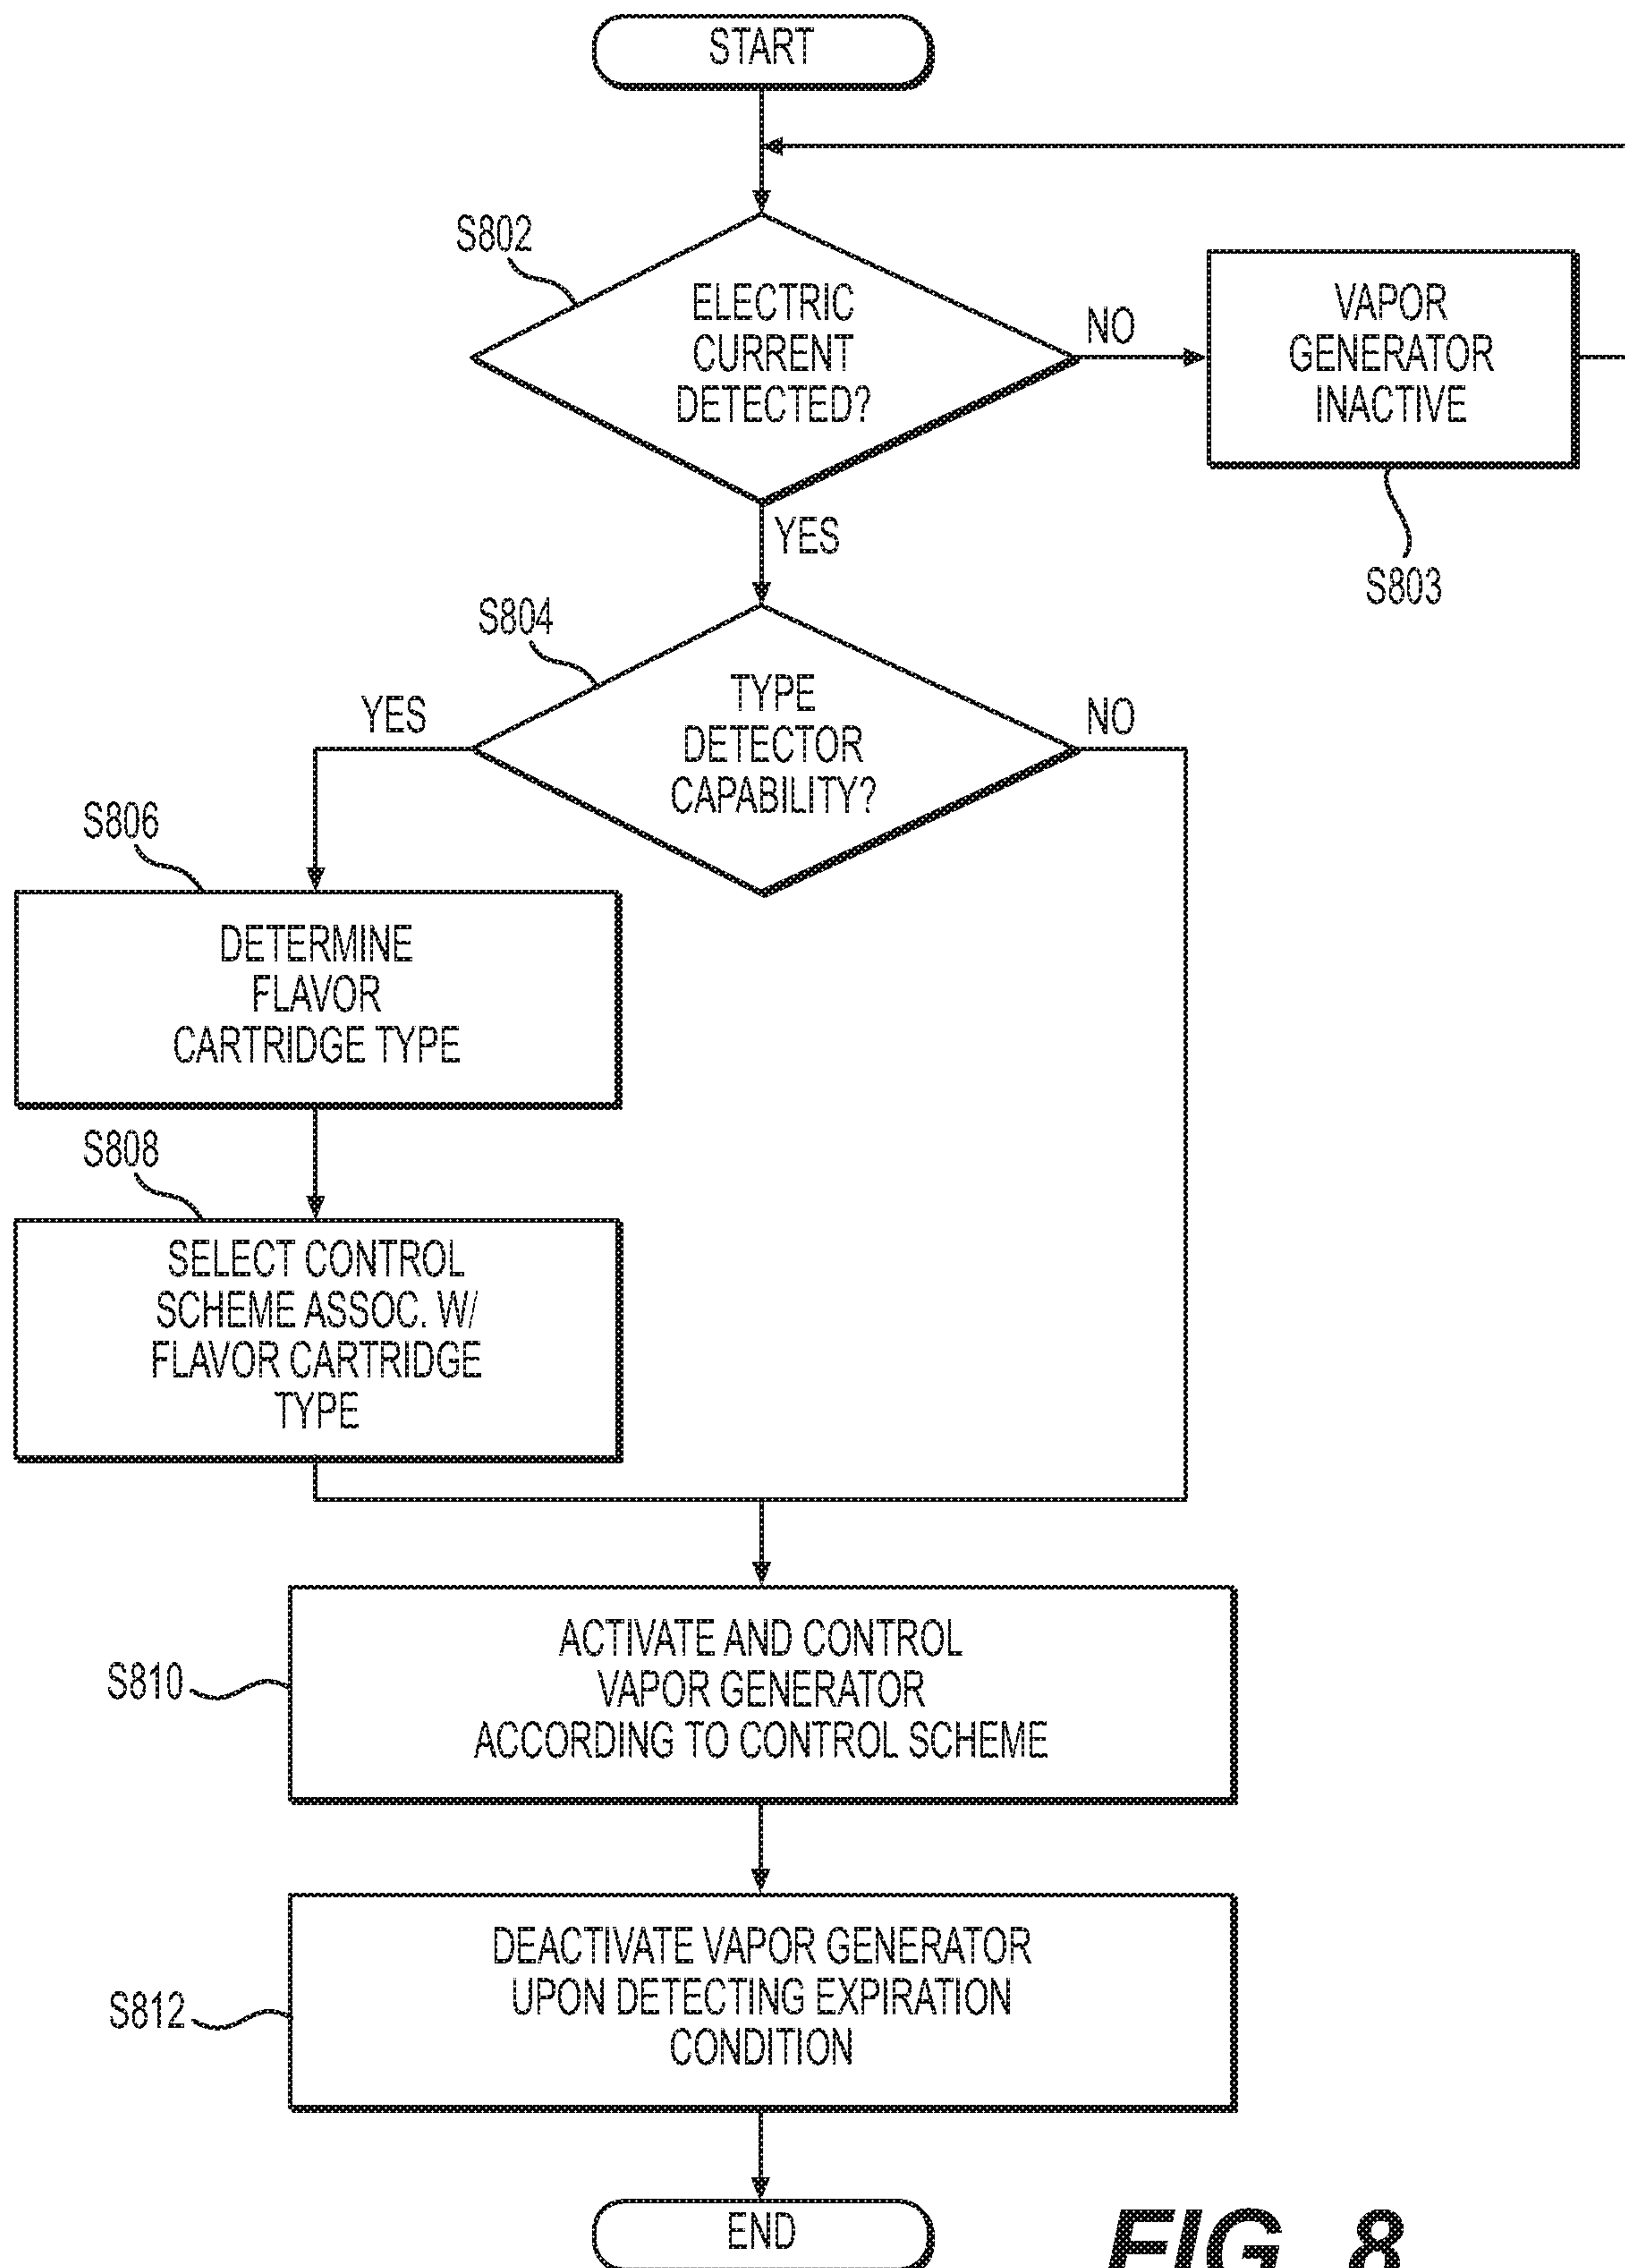 START
S802
ELECTRIC
CURRENT
DETECTED?
NO
VAPOR
GENERATOR
INACTIVE
S803
YES
S804
TYPE
DETECTOR
CAPABILITY?
YES
NO
S806
DETERMINE
FLAVOR
CARTRIDGE TYPE
S808
SELECT CONTROL
SCHEME ASSOC. W/
FLAVOR CARTRIDGE
TYPE
S810
ACTIVATE AND CONTROL
VAPOR GENERATOR
ACCORDING TO CONTROL SCHEME
S812
DEACTIVATE VAPOR GENERATOR
UPON DETECTING EXPIRATION
CONDITION
END
FIG. 8